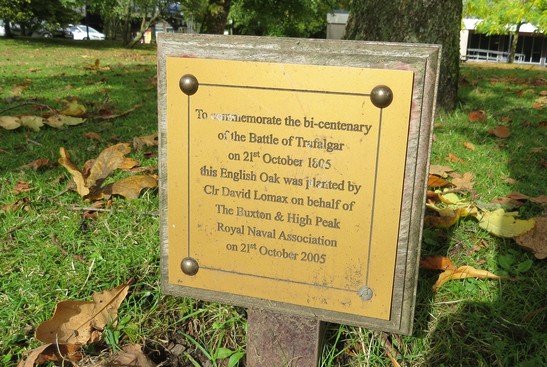 To commemorate the bi-centenary
of the Battle of Trafalgar
on 21st October 1805
this English Oak was planted by
Clr David Lomax on behalf of
The Buxton & High Peak
Royal Naval Association
on 21st October 2005